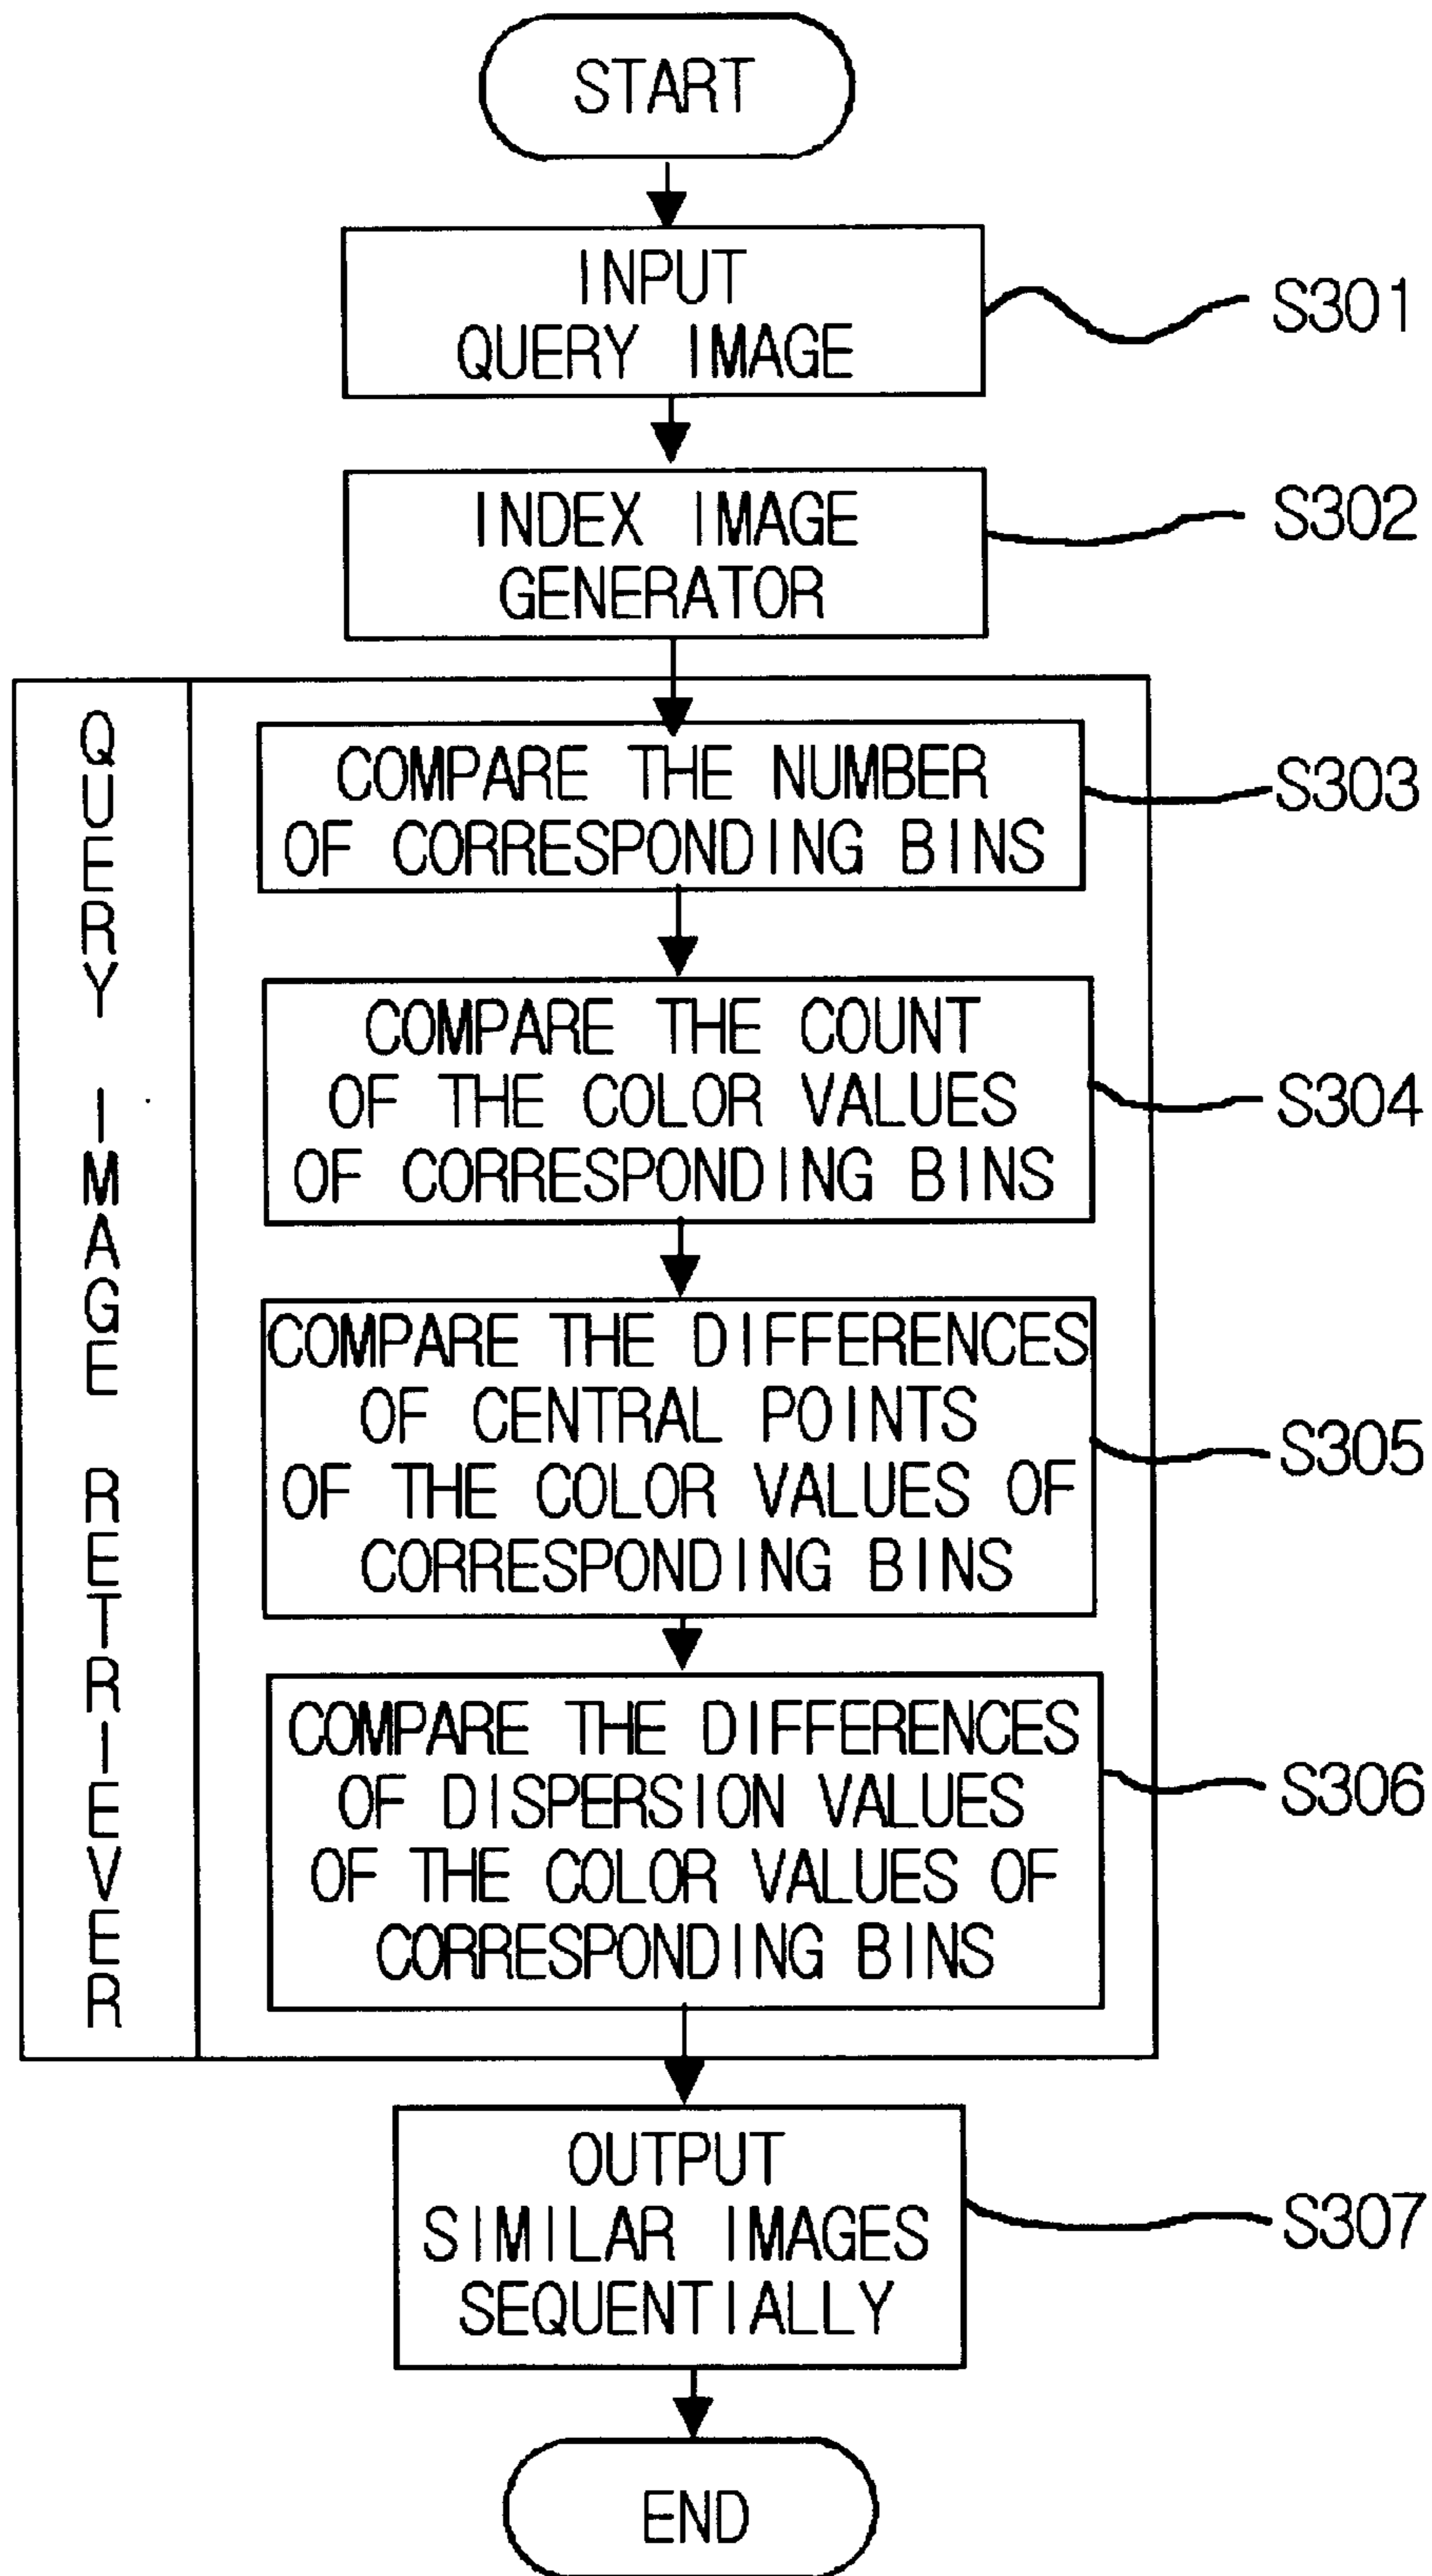 START
INPUT
QUERY IMAGE
S301
INDEX IMAGE
GENERATOR
S302
QUERY IMAGE RETRIEVER
COMPARE THE NUMBER
OF CORRESPONDING BINS
S303
COMPARE THE COUNT
OF THE COLOR VALUES
OF CORRESPONDING BINS
S304
COMPARE THE DIFFERENCES
OF CENTRAL POINTS
OF THE COLOR VALUES OF
CORRESPONDING BINS
S305
COMPARE THE DIFFERENCES
OF DISPERSION VALUES
OF THE COLOR VALUES OF
CORRESPONDING BINS
S306
OUTPUT
SIMILAR IMAGES
SEQUENTIALLY
S307
END